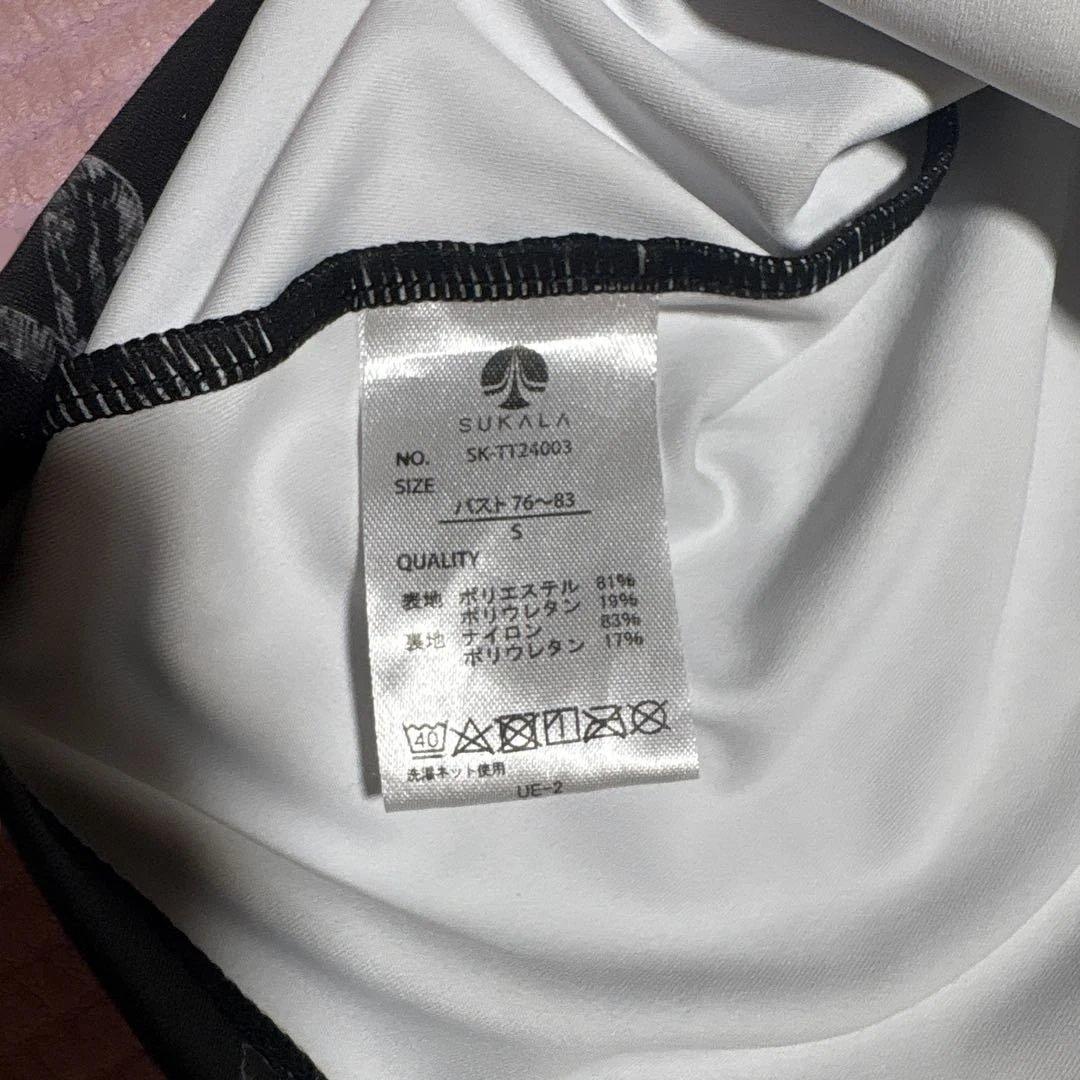 SUKALA
NO. SK-TT24003
SIZE
バスト 76〜83
S
QUALITY
表地 ポリエステル 81%
ポリウレタン 19%
裏地 ナイロン 83%
ポリウレタン 17%
40
洗濯ネット使用
UE-2